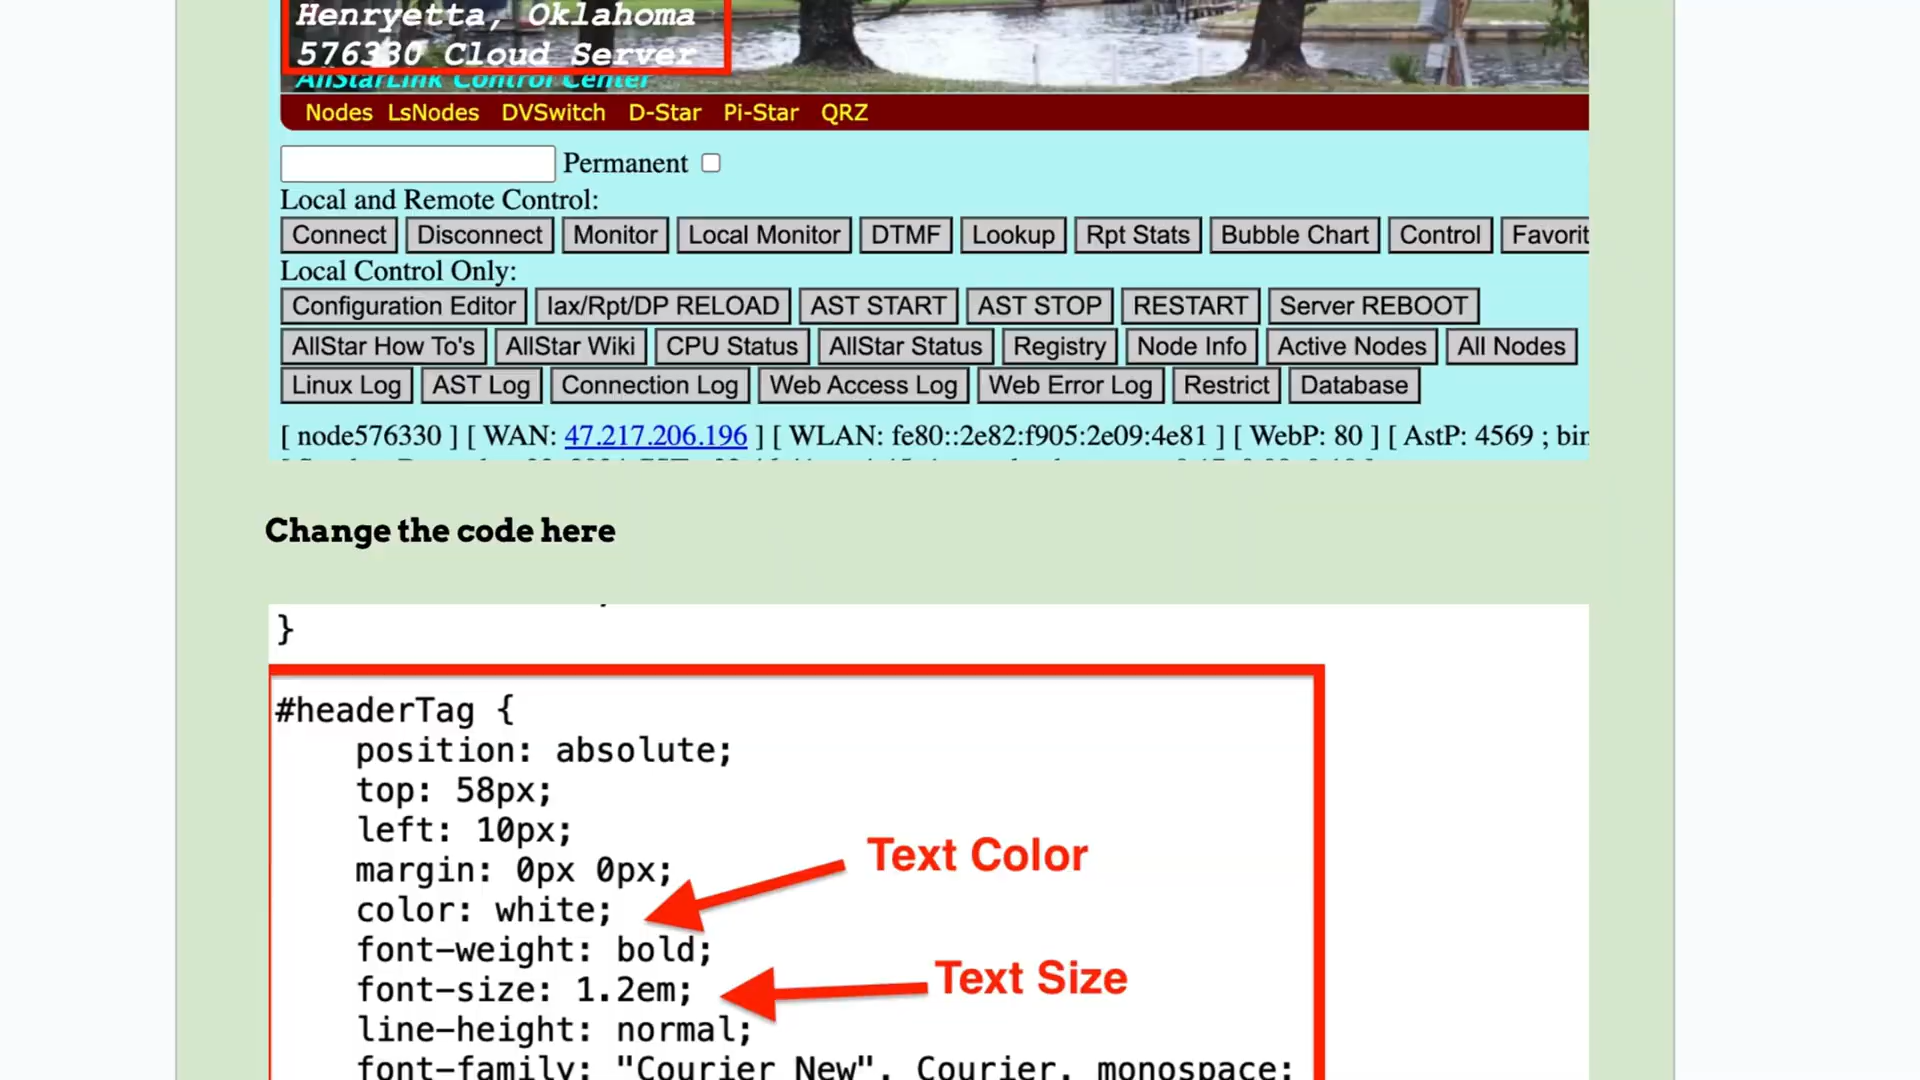 Henryetta, Oklahoma
576330 Cloud Server
AllStarLink Control Center
Nodes LsNodes DVSwitch D-Star Pi-Star QRZ
Permanent
Local and Remote Control:
Connect Disconnect Monitor Local Monitor DTMF Lookup Rpt Stats Bubble Chart Control Favorit
Local Control Only:
Configuration Editor Iax/Rpt/DP RELOAD AST START AST STOP RESTART Server REBOOT
AllStar How To's AllStar Wiki CPU Status AllStar Status Registry Node Info Active Nodes All Nodes
Linux Log AST Log Connection Log Web Access Log Web Error Log Restrict Database
[ node576330 ] [ WAN: 47.217.206.196 ] [ WLAN: fe80::2e82:f905:2e09:4e81 ] [ WebP: 80 ] [ AstP: 4569 ; bin
Change the code here
}
#headerTag {
position: absolute;
top: 58px;
left: 10px;
margin: 0px 0px;
Text Color
color: white;
font-weight: bold;
font-size: 1.2em;
Text Size
line-height: normal;
font-family: "Courier New", Courier, monospace;